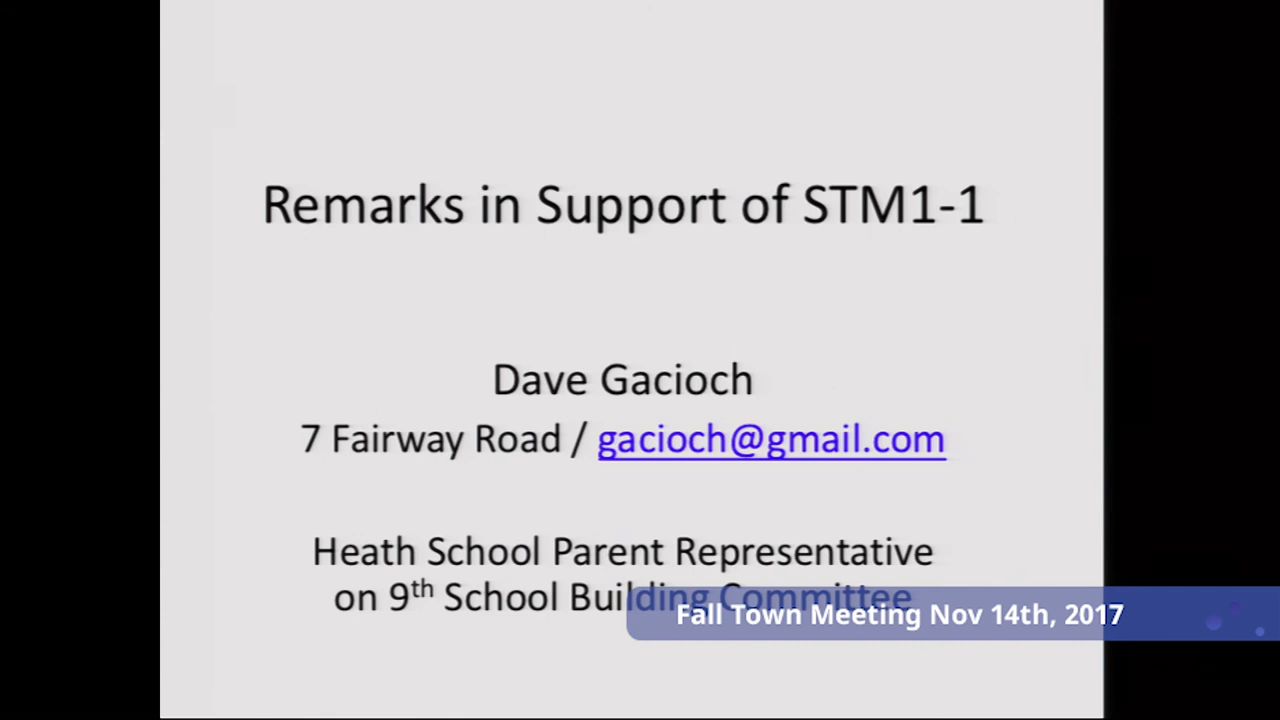 Remarks in Support of STM1-1
Dave Gacioch
7 Fairway Road / gacioch@gmail.com
Heath School Parent Representative
on 9th School Building Committee
Fall Town Meeting Nov 14th, 2017